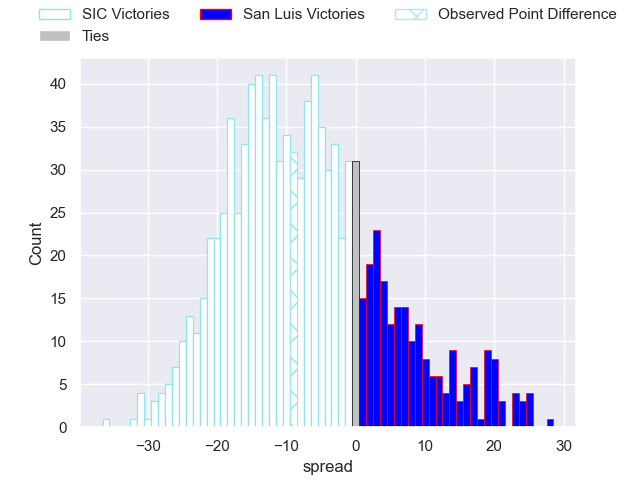 SIC Victories San Luis Victories Observed Point Difference
Ties
40
35
30
25
20
15
10
5
0
Count
−30 −20 −10 0 10 20 30
spread